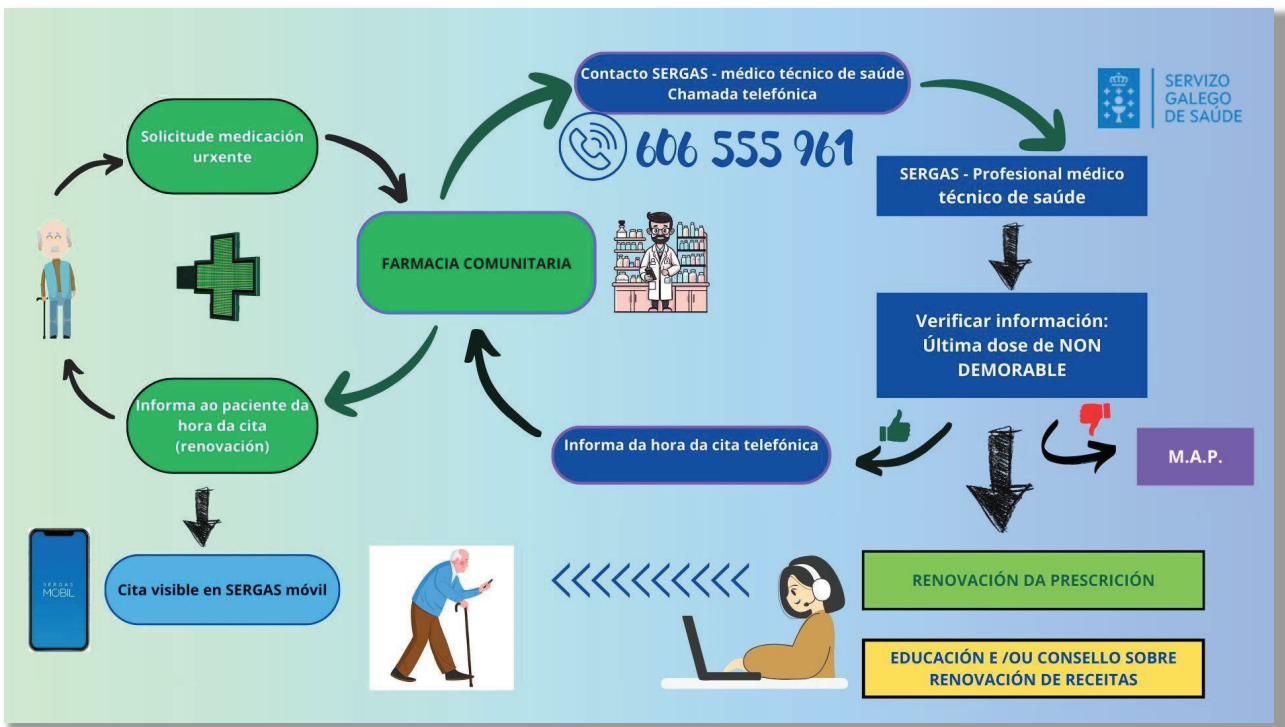 Contacto SERGAS - médico técnico de saúde
Chamada telefónica
606 555 961
SERVIZO
GALEGO
DE SAÚDE
Solicitude medicación
urxente
SERGAS - Profesional médico
técnico de saúde
FARMACIA COMUNITARIA
Verificar información:
Última dose de NON
DEMORABLE
Informa ao paciente da
hora da cita
(renovación)
Informa da hora da cita telefónica
M.A.P.
SERGAS
MÓBIL
Cita visible en SERGAS móvil
RENOVACIÓN DA PRESCRICIÓN
EDUCACIÓN E /OU CONSELLO SOBRE
RENOVACIÓN DE RECEITAS